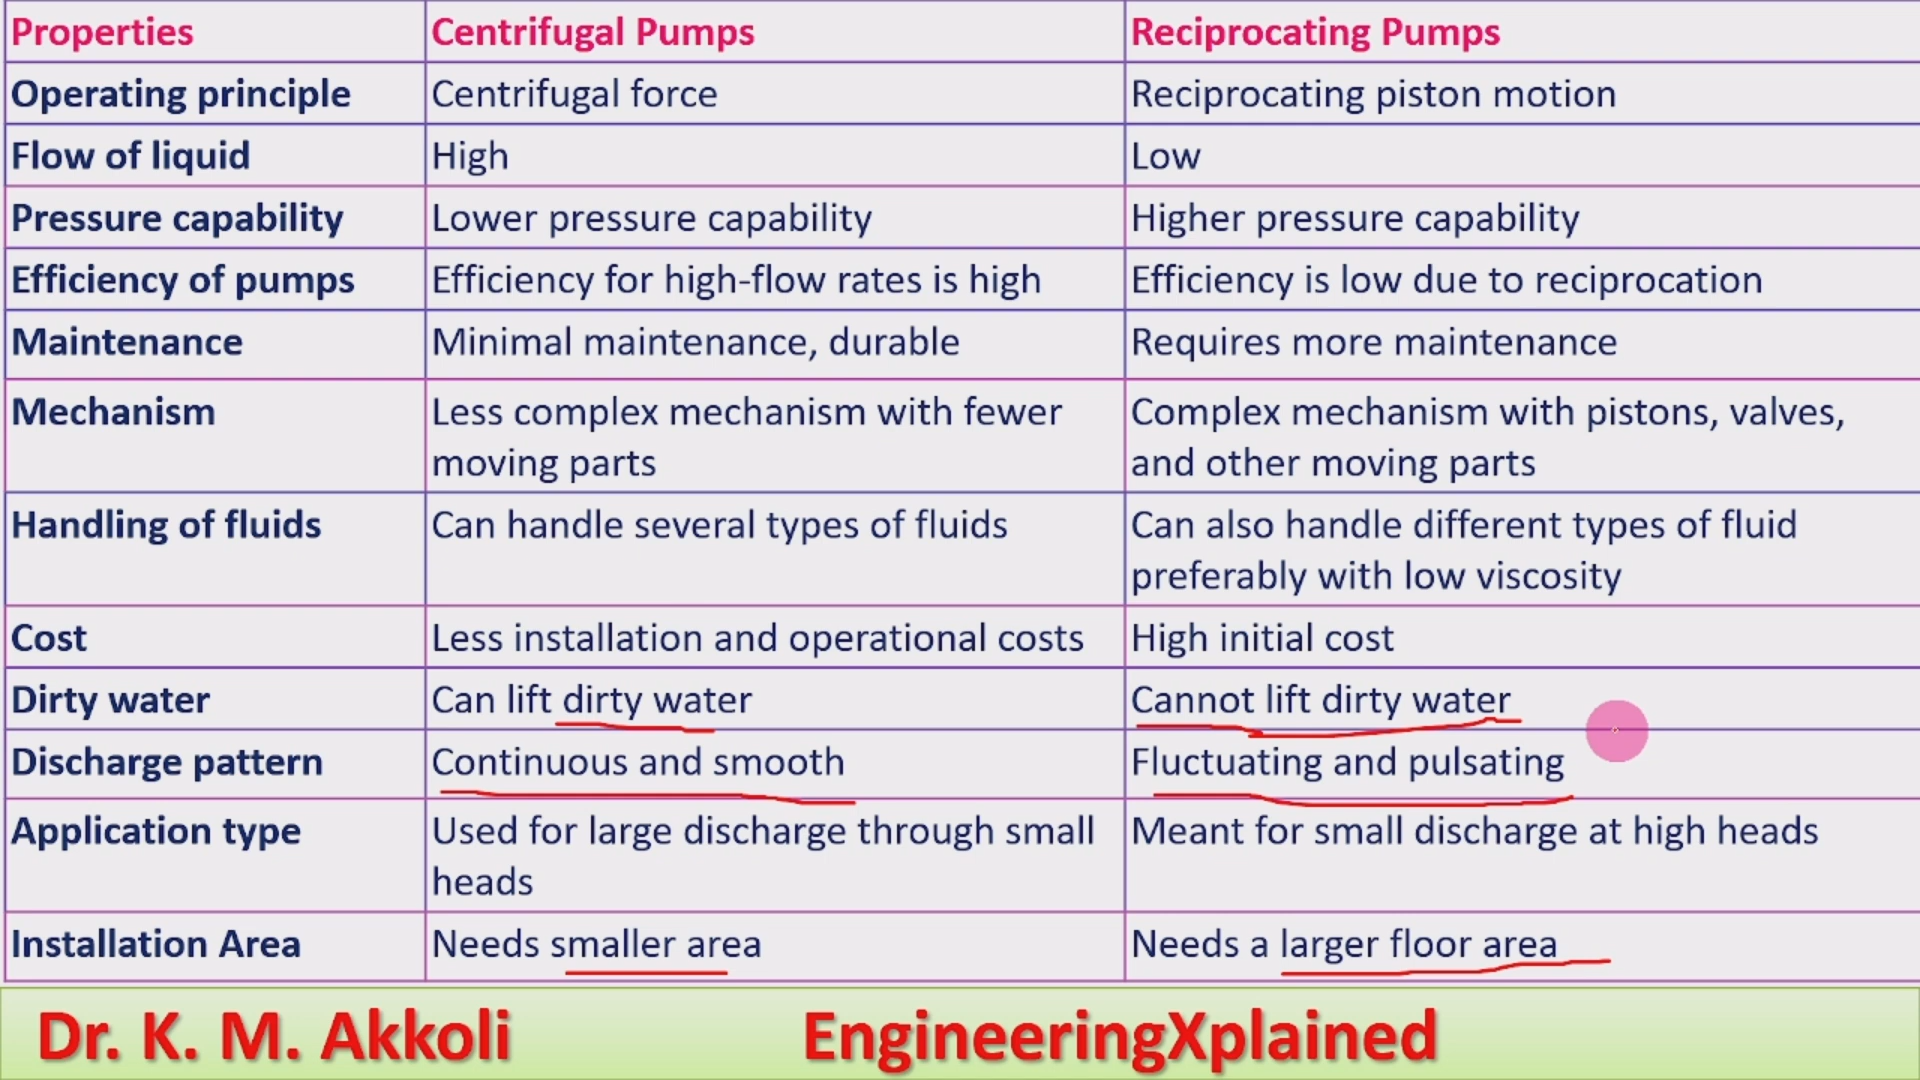 Properties Centrifugal Pumps Reciprocating Pumps
Operating principle Centrifugal force Reciprocating piston motion
Flow of liquid High Low
Pressure capability Lower pressure capability Higher pressure capability
Efficiency of pumps Efficiency for high-flow rates is high Efficiency is low due to reciprocation
Maintenance Minimal maintenance, durable Requires more maintenance
Mechanism Less complex mechanism with fewer Complex mechanism with pistons, valves,
moving parts and other moving parts
Handling of fluids Can handle several types of fluids Can also handle different types of fluid
preferably with low viscosity
Cost Less installation and operational costs High initial cost
Dirty water Can lift dirty water Cannot lift dirty water
Discharge pattern Continuous and smooth Fluctuating and pulsating
Application type Used for large discharge through small Meant for small discharge at high heads
heads
Installation Area Needs smaller area Needs a larger floor area
Dr. K. M. Akkoli EngineeringXplained